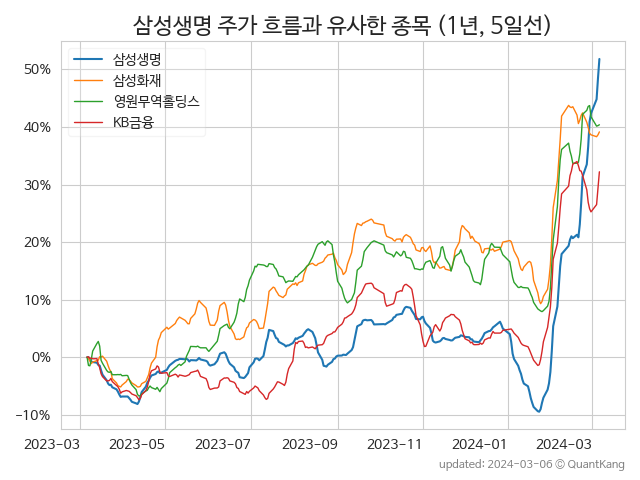 삼성생명 주가 흐름과 유사한 종목 (1년, 5일선)
삼성생명
삼성화재
영원무역홀딩스
KB금융
50%
40%
30%
20%
10%
0%
−10%
2023-03
2023-05
2023-07
2023-09
2023-11
2024-01
2024-03
updated: 2024-03-06 ⓒ QuantKang